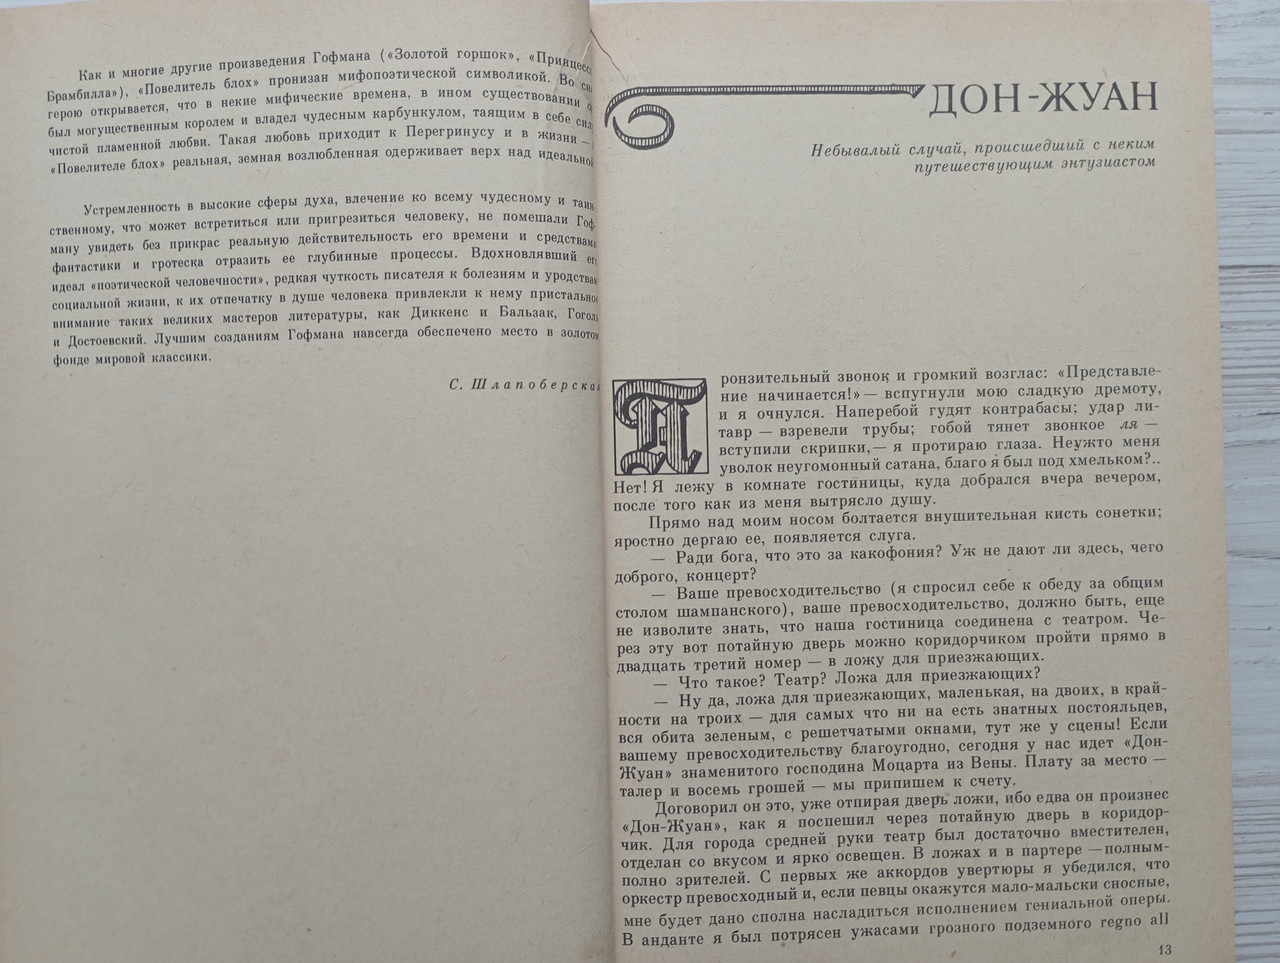 Как и многие другие произведения Гофмана («Золотой горшок», «Принцесса
Брамбилла»), «Повелитель блох» пронизан мифопоэтической символикой. Во сне
герою открывается, что в некие мифические времена, в ином существовании он
был могущественным королем и владел чудесным карбункулом, таящим в себе силу
чистой пламенной любви. Такая любовь приходит к Перегринусу и в жизни —
«Повелителе блох» реальная, земная возлюбленная одерживает верх над идеальной
Устремленность в высокие сферы духа, влечение ко всему чудесному и таин-
ственному, что может встретиться или пригрезиться человеку, не помешали Гоф-
ману увидеть без прикрас реальную действительность его времени и средствами
фантастики и гротеска отразить ее глубинные процессы. Вдохновлявший его
идеал «поэтической человечности», редкая чуткость писателя к болезням и уродствам
социальной жизни, к их отпечатку в душе человека привлекли к нему пристальное
внимание таких великих мастеров литературы, как Диккенс и Бальзак, Гоголь
и Достоевский. Лучшим созданиям Гофмана навсегда обеспечено место в золотом
фонде мировой классики.
С. Шлапоберская
ДОН-ЖУАН
Небывалый случай, происшедший с неким
путешествующим энтузиастом
Пронзительный звонок и громкий возглас: «Представле-
ние начинается!» — вспугнули мою сладкую дремоту,
и я очнулся. Наперебой гудят контрабасы; удар ли-
тавр — взревели трубы; гобой тянет звонкое ля —
вступили скрипки,— я протираю глаза. Неужто меня
уволок неугомонный сатана, благо я был под хмельком?..
Нет! Я лежу в комнате гостиницы, куда добрался вчера вечером,
после того как из меня вытрясло душу.
Прямо над моим носом болтается внушительная кисть сонетки;
яростно дергаю ее, появляется слуга.
— Ради бога, что это за какофония? Уж не дают ли здесь, чего
доброго, концерт?
— Ваше превосходительство (я спросил себе к обеду за общим
столом шампанского), ваше превосходительство, должно быть, еще
не изволите знать, что наша гостиница соединена с театром. Че-
рез эту вот потайную дверь можно коридорчиком пройти прямо в
двадцать третий номер — в ложу для приезжающих.
— Что такое? Театр? Ложа для приезжающих?
— Ну да, ложа для приезжающих, маленькая, на двоих, в край-
ности на троих — для самых что ни на есть знатных постояльцев,
вся обита зеленым, с решетчатыми окнами, тут же у сцены! Если
вашему превосходительству благоугодно, сегодня у нас идет «Дон-
Жуан» знаменитого господина Моцарта из Вены. Плату за место —
талер и восемь грошей — мы припишем к счету.
Договорил он это, уже отпирая дверь ложи, ибо едва он произнес
«Дон-Жуан», как я поспешил через потайную дверь в коридор-
чик. Для города средней руки театр был достаточно вместителен,
отделан со вкусом и ярко освещен. В ложах и в партере —полным-
полно зрителей. С первых же аккордов увертюры я убедился, что
оркестр превосходный и, если певцы окажутся мало-мальски сносные,
мне будет дано сполна насладиться исполнением гениальной оперы.
В анданте я был потрясен ужасами грозного подземного regno all
13